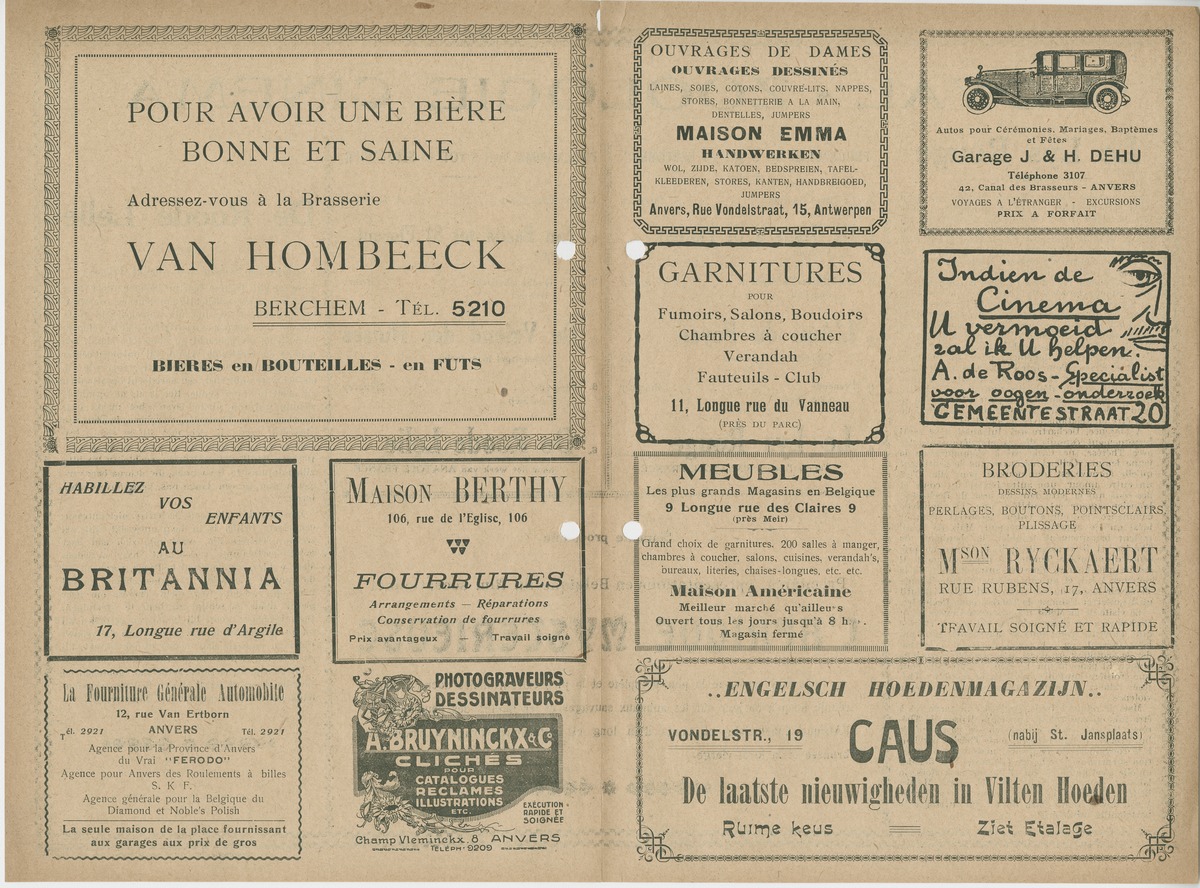 POUR AVOIR UNE BIÈRE
BONNE ET SAINE
Adressez-vous à la Brasserie
VAN HOMBEECK
BERCHEM - TÉL. 5210
BIERES en BOUTEILLES - en FUTS
HABILLEZ
VOS
ENFANTS
AU
BRITANNIA
17, Longue rue d'Argile
MAISON BERTHY
106, rue de l'Eglise, 106
FOURRURES
Arrangements — Réparations
Conservation de fourrures
Prix avantageux — Travail soigné
La Fourniture Générale Automobile
12, rue Van Ertborn
Tél. 2921 ANVERS Tél. 2921
Agence pour la Province d'Anvers
du Vrai "FERODO"
Agence pour Anvers des Roulements à billes
S. K. F.
Agence générale pour la Belgique du
Diamond et Noble's Polish
La seule maison de la place fournissant
aux garages aux prix de gros
PHOTOGRAVEURS
DESSINATEURS
A. BRUYNINCKX & Co
CLICHÉS
POUR
CATALOGUES
RECLAMES
ILLUSTRATIONS
ETC.
EXÉCUTION
RAPIDE ET
SOIGNÉE
Champ Vleminckx. 8 ANVERS
TÉLÉPH· 9209
OUVRAGES DE DAMES
OUVRAGES DESSINÉS
LAINES, SOIES, COTONS, COUVRE-LITS, NAPPES,
STORES, BONNETTERIE A LA MAIN,
DENTELLES, JUMPERS
MAISON EMMA
HANDWERKEN
WOL, ZIJDE, KATOEN, BEDSPREIEN, TAFEL-
KLEEDEREN, STORES, KANTEN, HANDBREIGOED,
JUMPERS
Anvers, Rue Vondelstraat, 15, Antwerpen
Autos pour Cérémonies, Mariages, Baptêmes
et Fêtes
Garage J. & H. DEHU
Téléphone 3107
42, Canal des Brasseurs - ANVERS
VOYAGES A L'ÉTRANGER - EXCURSIONS
PRIX A FORFAIT
GARNITURES
POUR
Fumoirs, Salons, Boudoirs
Chambres à coucher
Verandah
Fauteuils - Club
11, Longue rue du Vanneau
(PRÈS DU PARC)
Indien de
Cinema
U vermoeid
zal ik U helpen.
A. de Roos - Specialist
voor oogen - onderzoek
GEMEENTESTRAAT 20
MEUBLES
Les plus grands Magasins en Belgique
9 Longue rue des Claires 9
(près Meir)
Grand choix de garnitures. 200 salles à manger,
chambres à coucher, salons, cuisines, verandah's,
bureaux, literies, chaises-longues, etc. etc.
Maison Américaine
Meilleur marché qu'ailleurs
Ouvert tous les jours jusqu'à 8
Magasin fermé
BRODERIES
DESSINS MODERNES
PERLAGES, BOUTONS, POINTSCLAIRS,
PLISSAGE
MSON RYCKAERT
RUE RUBENS, 17, ANVERS
TRAVAIL SOIGNÉ ET RAPIDE
..ENGELSCH HOEDENMAGAZIJN..
VONDELSTR., 19 CAUS (nabij St. Jansplaats)
De laatste nieuwigheden in Vilten Hoeden
Ruime keus Ziet Etalage